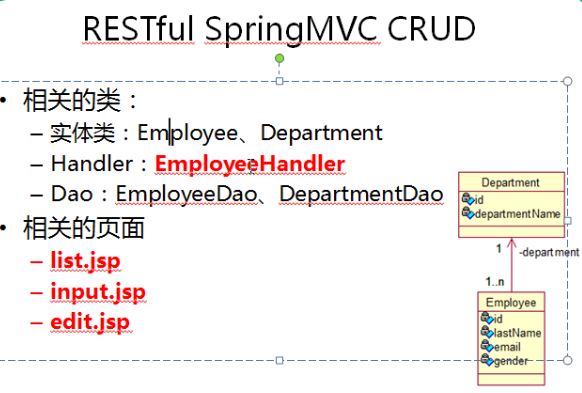 RESTful SpringMVC CRUD
• 相关的类：
– 实体类：Employee、Department
– Handler：EmployeeHandler
– Dao：EmployeeDao、DepartmentDao
• 相关的页面
– list.jsp
– input.jsp
– edit.jsp
Department
id
departmentName
1
-department
1..n
Employee
id
lastName
email
gender